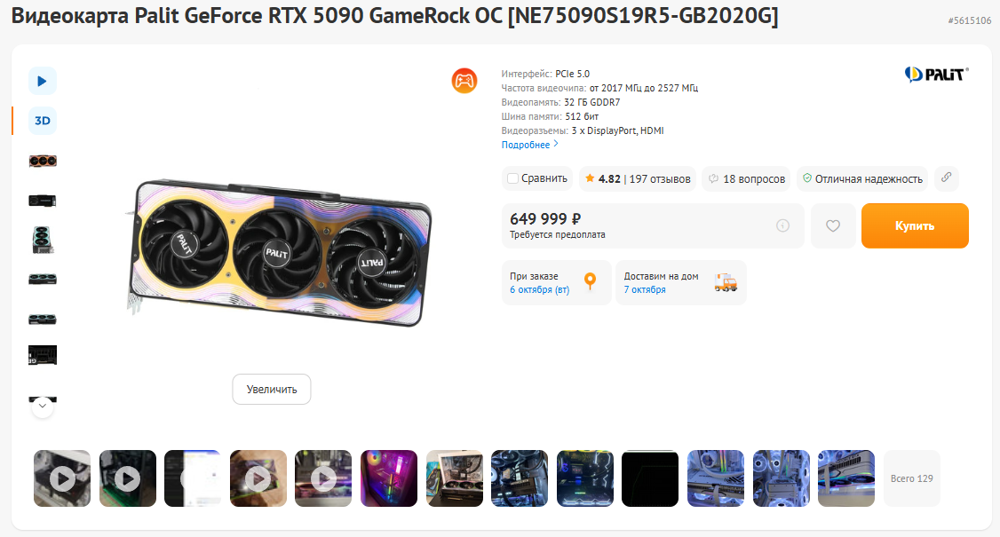 Видеокарта Palit GeForce RTX 5090 GameRock OC [NE75090S19R5-GB2020G]
#5615106
3D
Интерфейс: PCIe 5.0
Частота видеочипа: от 2017 МГц до 2527 МГц
Видеопамять: 32 ГБ GDDR7
Шина памяти: 512 бит
Видеоразъемы: 3 x DisplayPort, HDMI
Подробнее
PALiT
Сравнить
4.82 | 197 отзывов
18 вопросов
Отличная надежность
649 999 ₽
Требуется предоплата
Купить
При заказе
6 октября (вт)
Доставим на дом
7 октября
PALiT
PALiT
PALiT
Увеличить
Всего 129